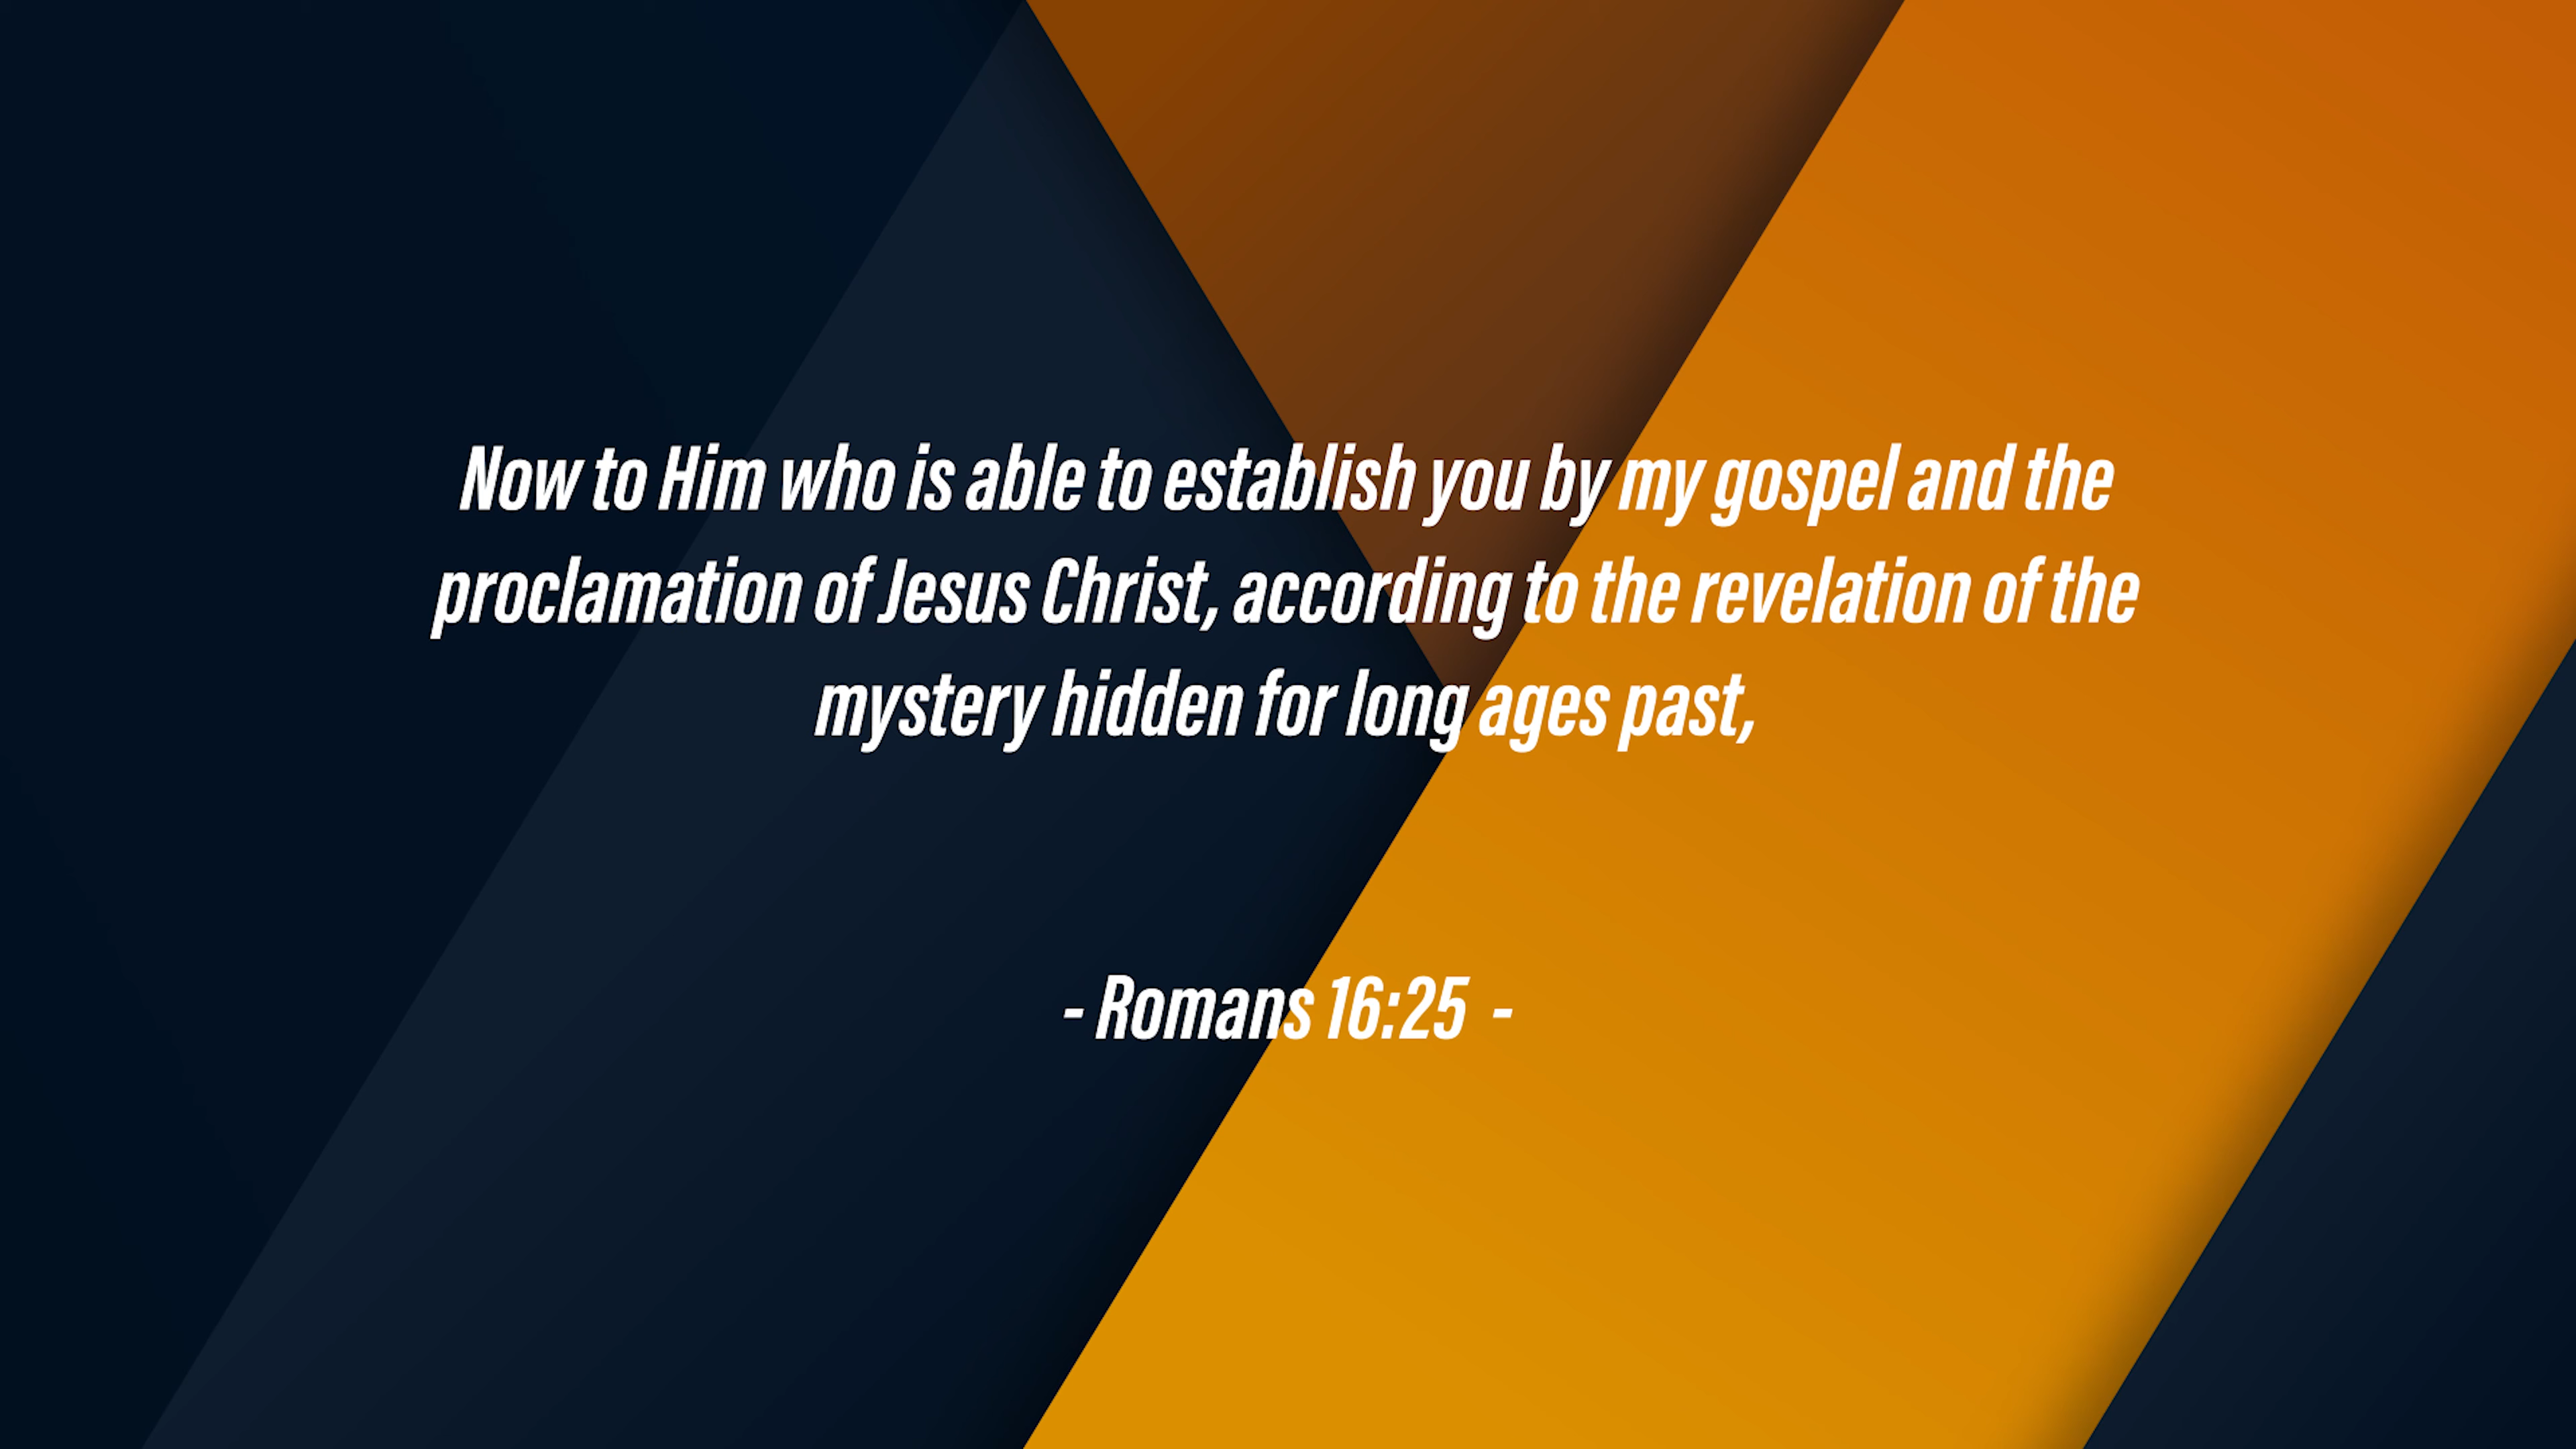 Now to Him who is able to establish you by my gospel and the
proclamation of Jesus Christ, according to the revelation of the
mystery hidden for long ages past,
- Romans 16:25 -